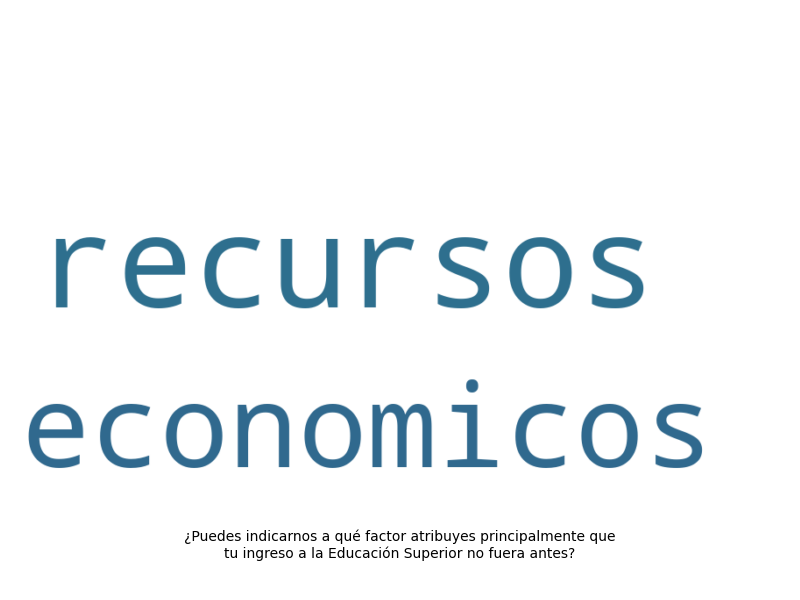 recursos
economicos
¿Puedes indicarnos a qué factor atribuyes principalmente que
tu ingreso a la Educación Superior no fuera antes?